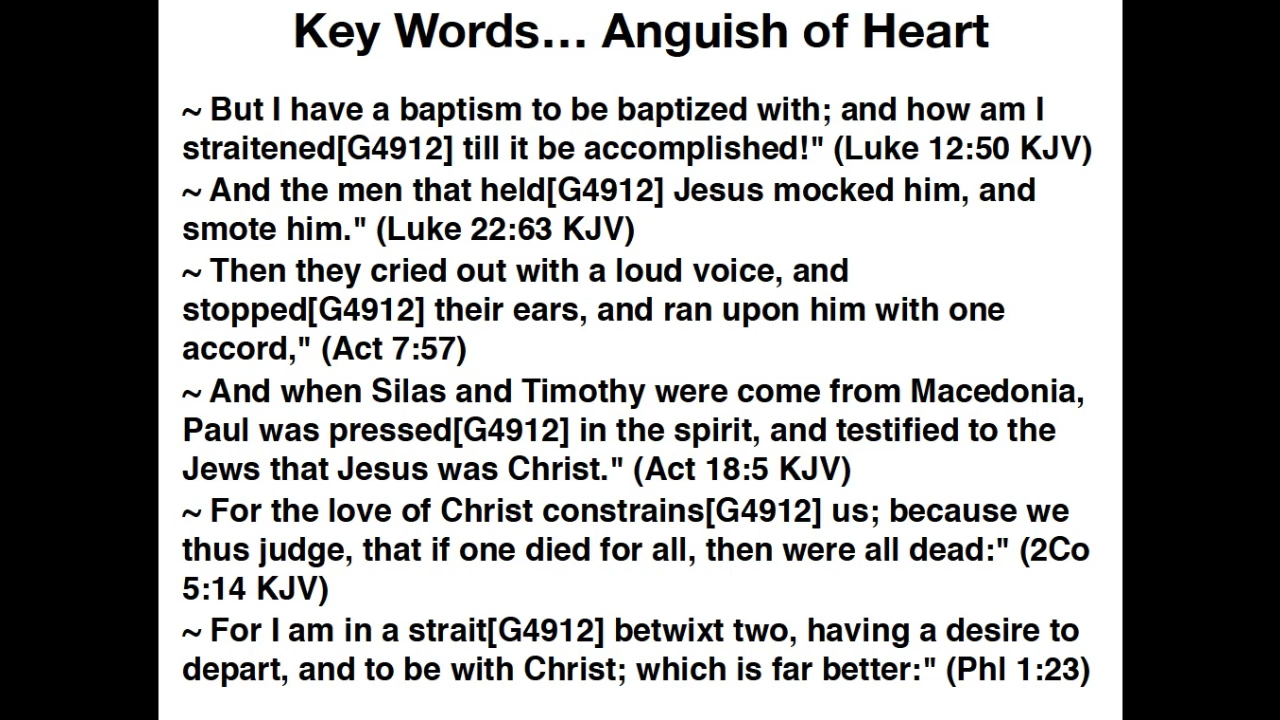 Key Words... Anguish of Heart
~ But I have a baptism to be baptized with; and how am I
straitened[G4912] till it be accomplished!" (Luke 12:50 KJV)
~ And the men that held[G4912] Jesus mocked him, and
smote him." (Luke 22:63 KJV)
~ Then they cried out with a loud voice, and
stopped[G4912] their ears, and ran upon him with one
accord," (Act 7:57)
~ And when Silas and Timothy were come from Macedonia,
Paul was pressed[G4912] in the spirit, and testified to the
Jews that Jesus was Christ." (Act 18:5 KJV)
~ For the love of Christ constrains[G4912] us; because we
thus judge, that if one died for all, then were all dead:" (2Co
5:14 KJV)
~ For I am in a strait[G4912] betwixt two, having a desire to
depart, and to be with Christ; which is far better:" (Phl 1:23)